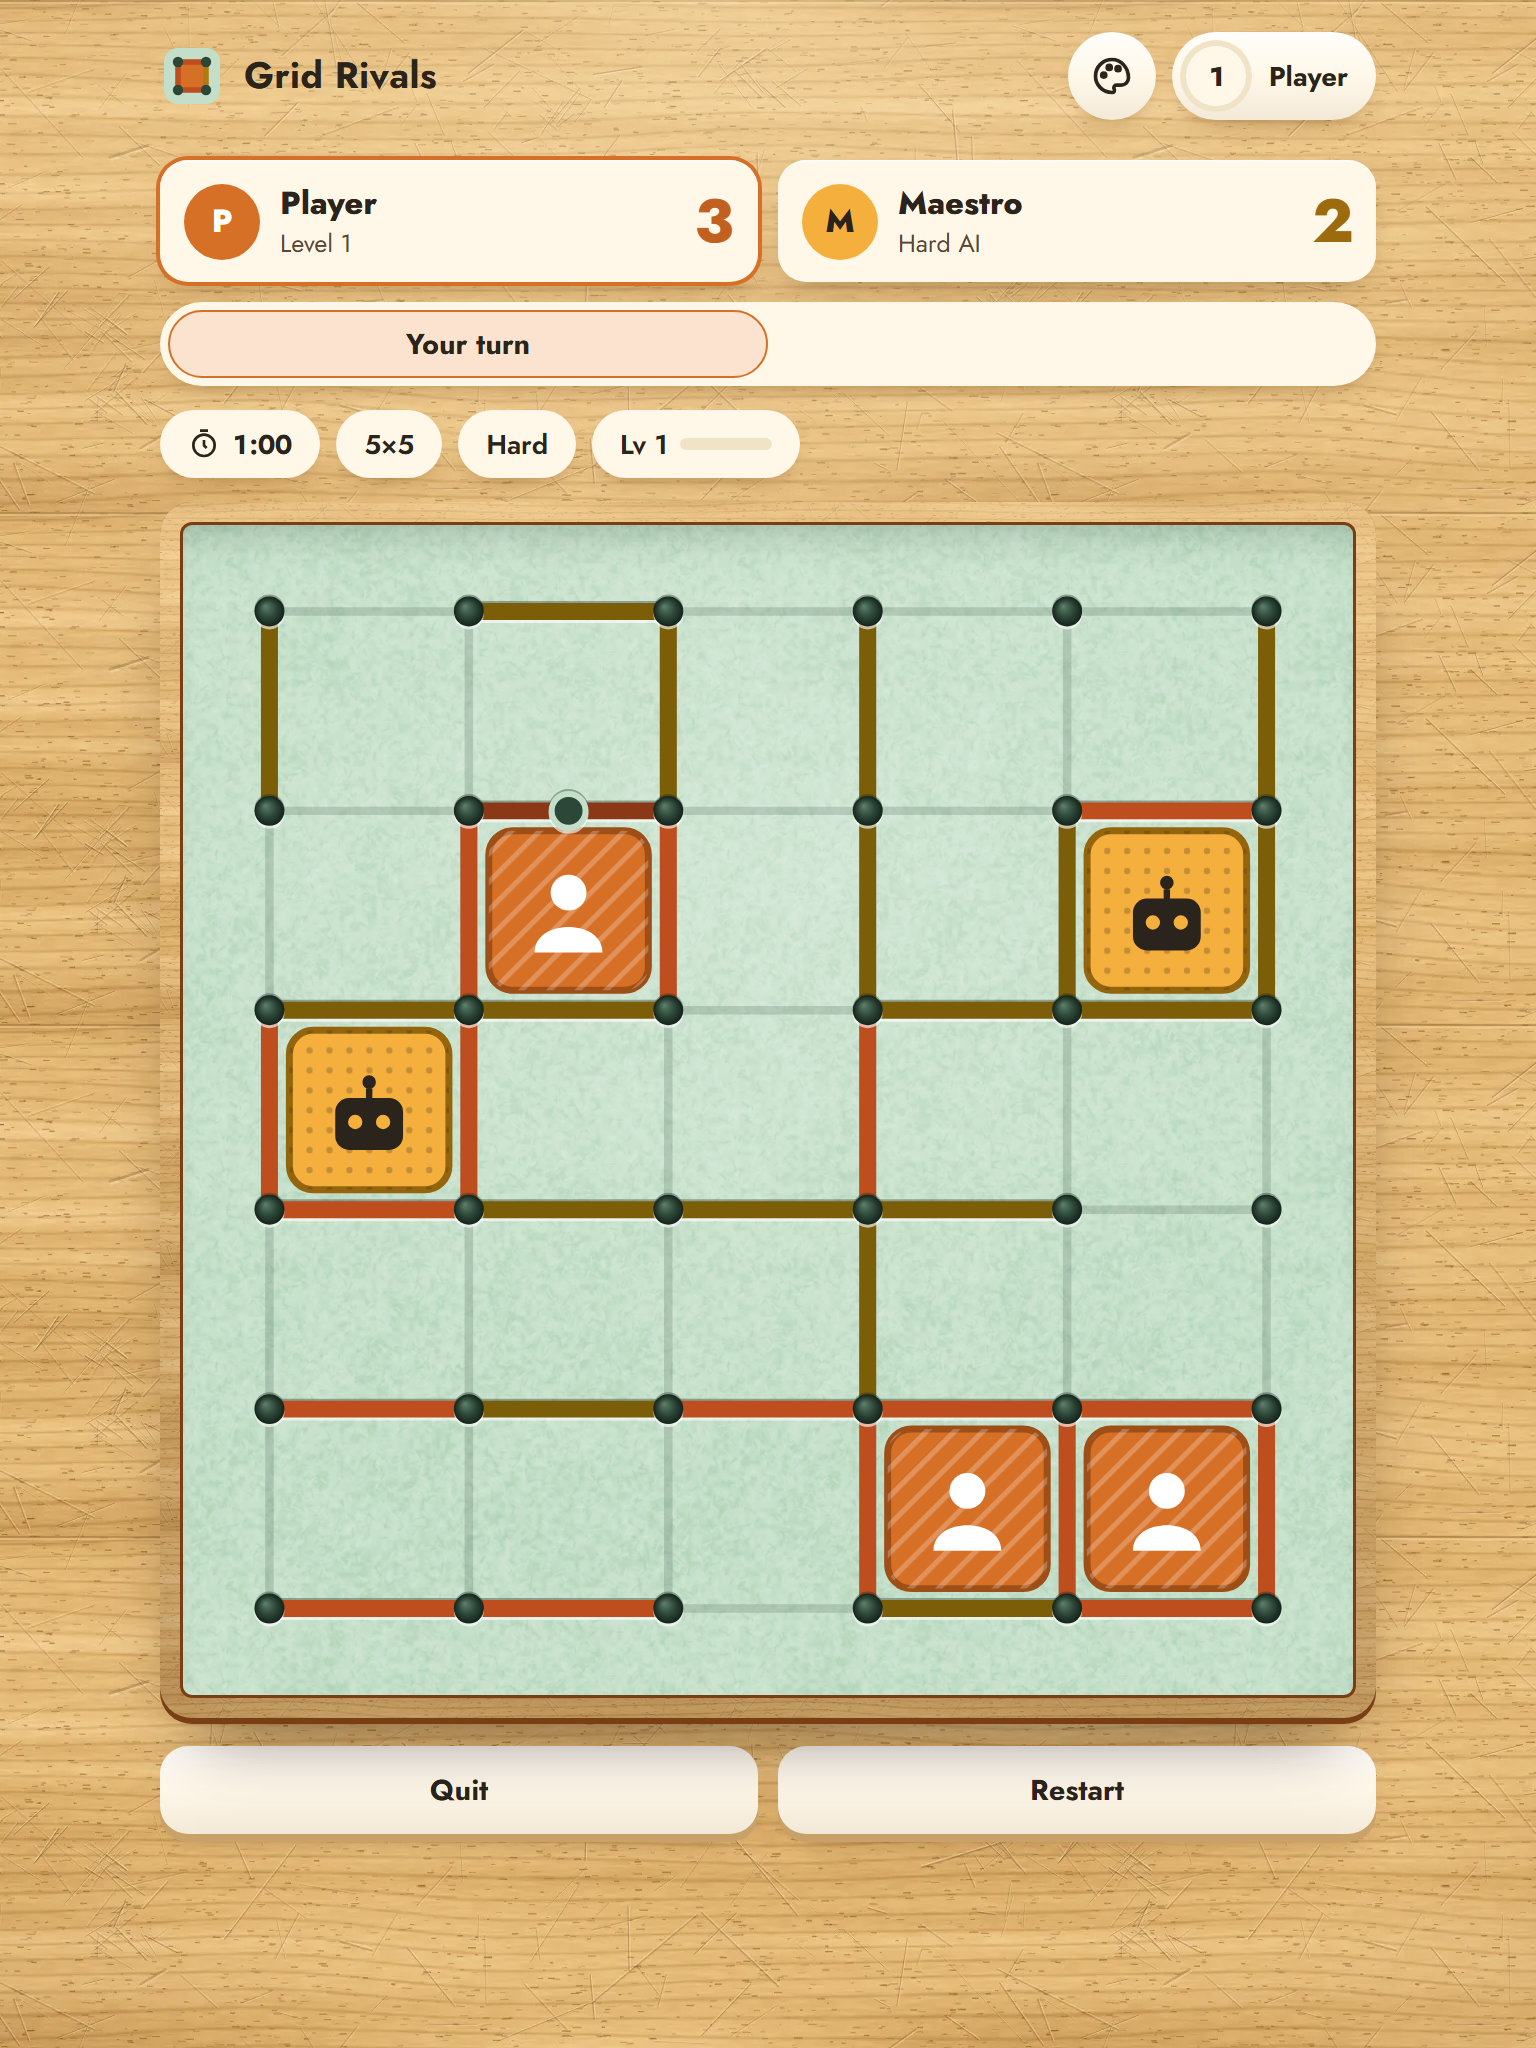 Grid Rivals
1 Player
P Player 3
Level 1
M Maestro 2
Hard AI
Your turn
1:00 5×5 Hard Lv 1
Quit Restart